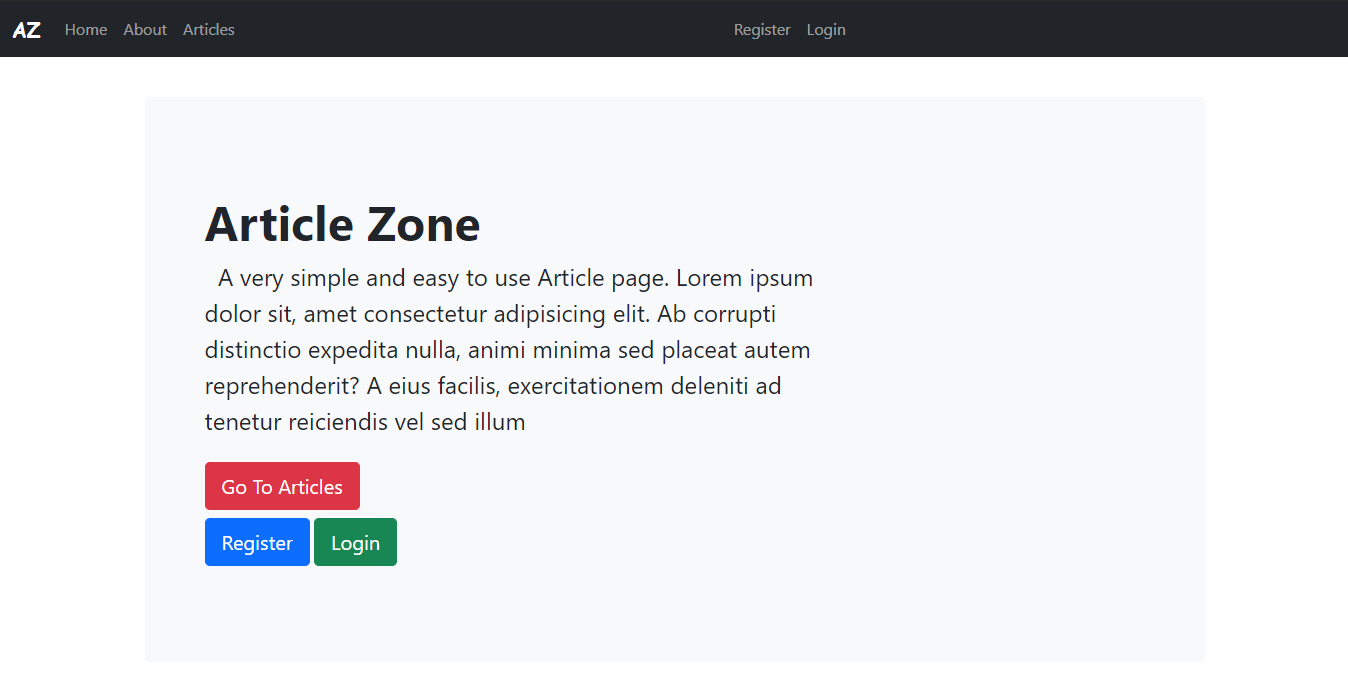 AZ Home About Articles Register Login
Article Zone
A very simple and easy to use Article page. Lorem ipsum
dolor sit, amet consectetur adipisicing elit. Ab corrupti
distinctio expedita nulla, animi minima sed placeat autem
reprehenderit? A eius facilis, exercitationem deleniti ad
tenetur reiciendis vel sed illum
Go To Articles
Register Login